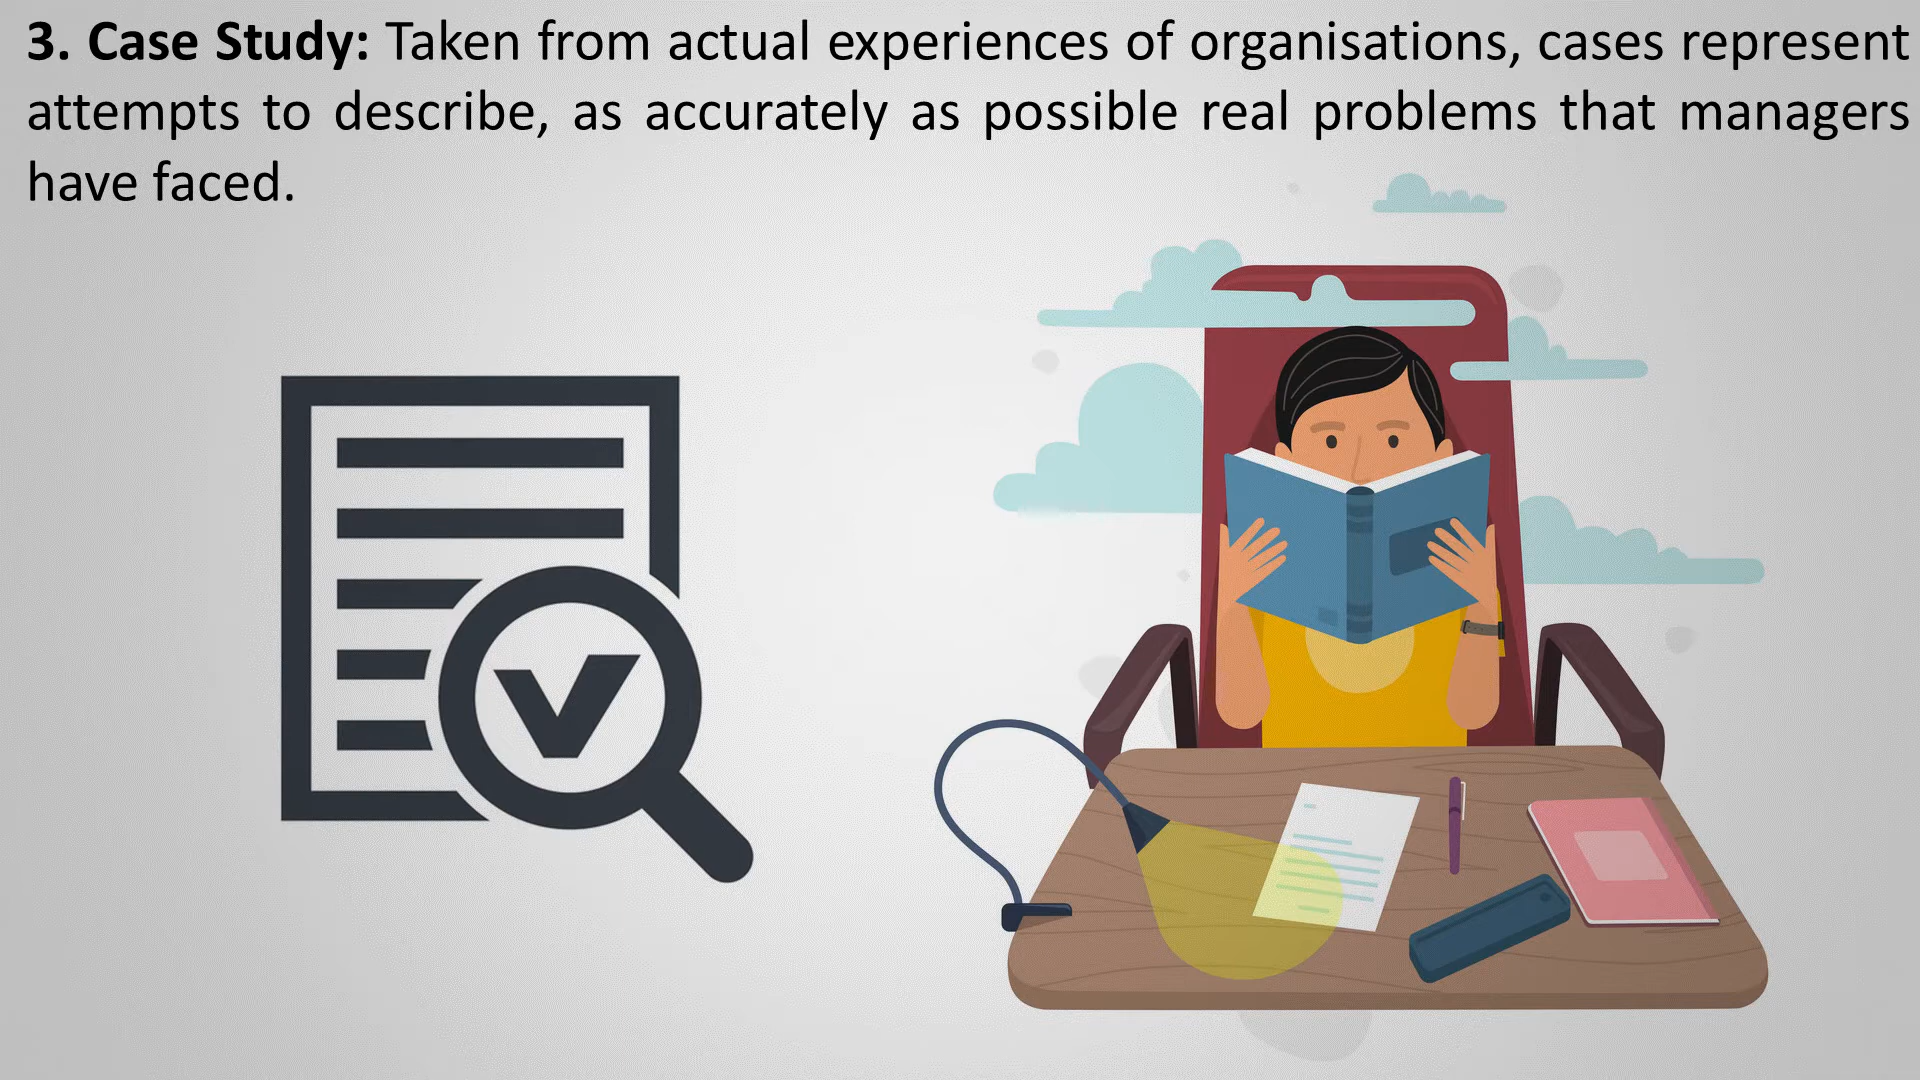 3. Case Study: Taken from actual experiences of organisations, cases represent
attempts to describe, as accurately as possible real problems that managers
have faced.